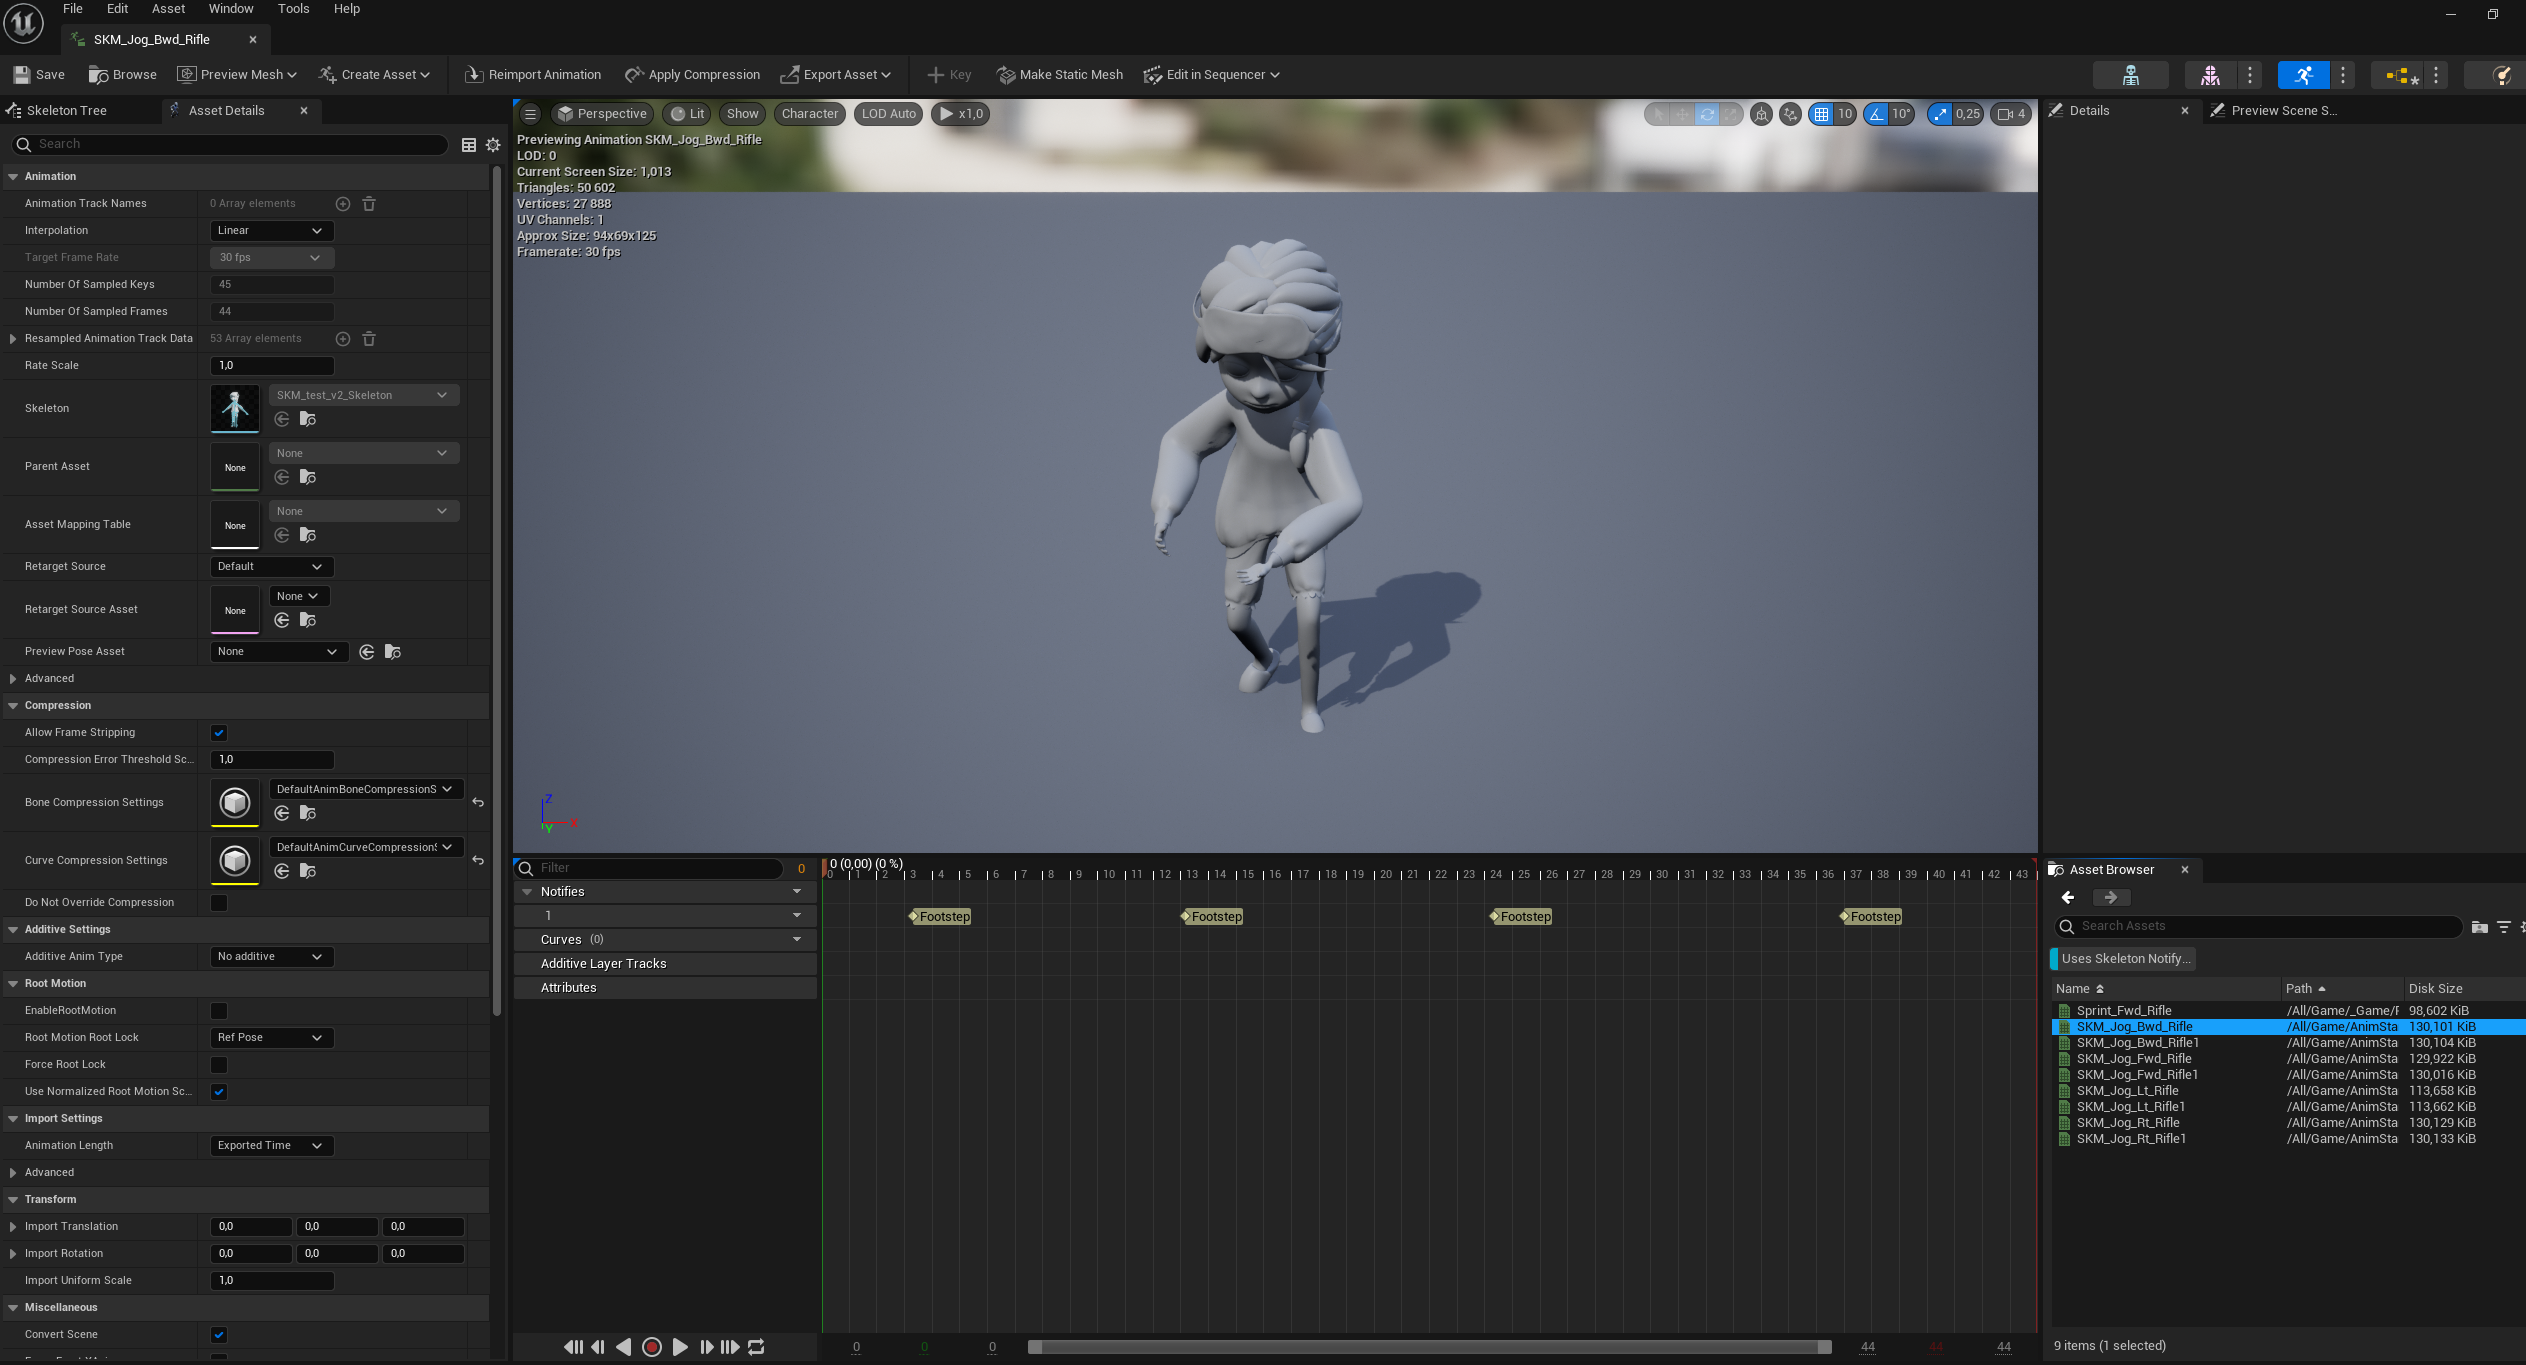 File Edit Asset Window Tools Help
SKM_Jog_Bwd_Rifle
Save Browse Preview Mesh Create Asset Reimport Animation Apply Compression Export Asset Key Make Static Mesh Edit in Sequencer
Skeleton Tree Asset Details
Search
Animation
Animation Track Names 0 Array elements
Interpolation Linear
Target Frame Rate 30 fps
Number Of Sampled Keys 45
Number Of Sampled Frames 44
Resampled Animation Track Data 53 Array elements
Rate Scale 1,0
Skeleton SKM_test_v2_Skeleton
Parent Asset None None
Asset Mapping Table None None
Retarget Source Default
Retarget Source Asset None None
Preview Pose Asset None
Advanced
Compression
Allow Frame Stripping
Compression Error Threshold Sc... 1,0
Bone Compression Settings DefaultAnimBoneCompressionS
Curve Compression Settings DefaultAnimCurveCompression
Do Not Override Compression
Additive Settings
Additive Anim Type No additive
Root Motion
EnableRootMotion
Root Motion Root Lock Ref Pose
Force Root Lock
Use Normalized Root Motion Sc...
Import Settings
Animation Length Exported Time
Advanced
Transform
Import Translation 0,0 0,0 0,0
Import Rotation 0,0 0,0 0,0
Import Uniform Scale 1,0
Miscellaneous
Convert Scene
Perspective Lit Show Character LOD Auto x1,0 10 10° 0,25 4
Previewing Animation SKM_Jog_Bwd_Rifle
LOD: 0
Current Screen Size: 1,013
Triangles: 50 602
Vertices: 27 888
UV Channels: 1
Approx Size: 94x69x125
Framerate: 30 fps
Z
X
Y
Filter 0
0 (0,00) (0 %)
0 1 2 3 4 5 6 7 8 9 10 11 12 13 14 15 16 17 18 19 20 21 22 23 24 25 26 27 28 29 30 31 32 33 34 35 36 37 38 39 40 41 42 43
Notifies
1 Footstep Footstep Footstep Footstep
Curves (0)
Additive Layer Tracks
Attributes
0 0 0 44 44 44
Details Preview Scene S...
Asset Browser
Search Assets
Uses Skeleton Notify...
Name Path Disk Size
Sprint_Fwd_Rifle /All/Game/_Game/F 98,602 KiB
SKM_Jog_Bwd_Rifle /All/Game/AnimSta 130,101 KiB
SKM_Jog_Bwd_Rifle1 /All/Game/AnimSta 130,104 KiB
SKM_Jog_Fwd_Rifle /All/Game/AnimSta 129,922 KiB
SKM_Jog_Fwd_Rifle1 /All/Game/AnimSta 130,016 KiB
SKM_Jog_Lt_Rifle /All/Game/AnimSta 113,658 KiB
SKM_Jog_Lt_Rifle1 /All/Game/AnimSta 113,662 KiB
SKM_Jog_Rt_Rifle /All/Game/AnimSta 130,129 KiB
SKM_Jog_Rt_Rifle1 /All/Game/AnimSta 130,133 KiB
9 items (1 selected)